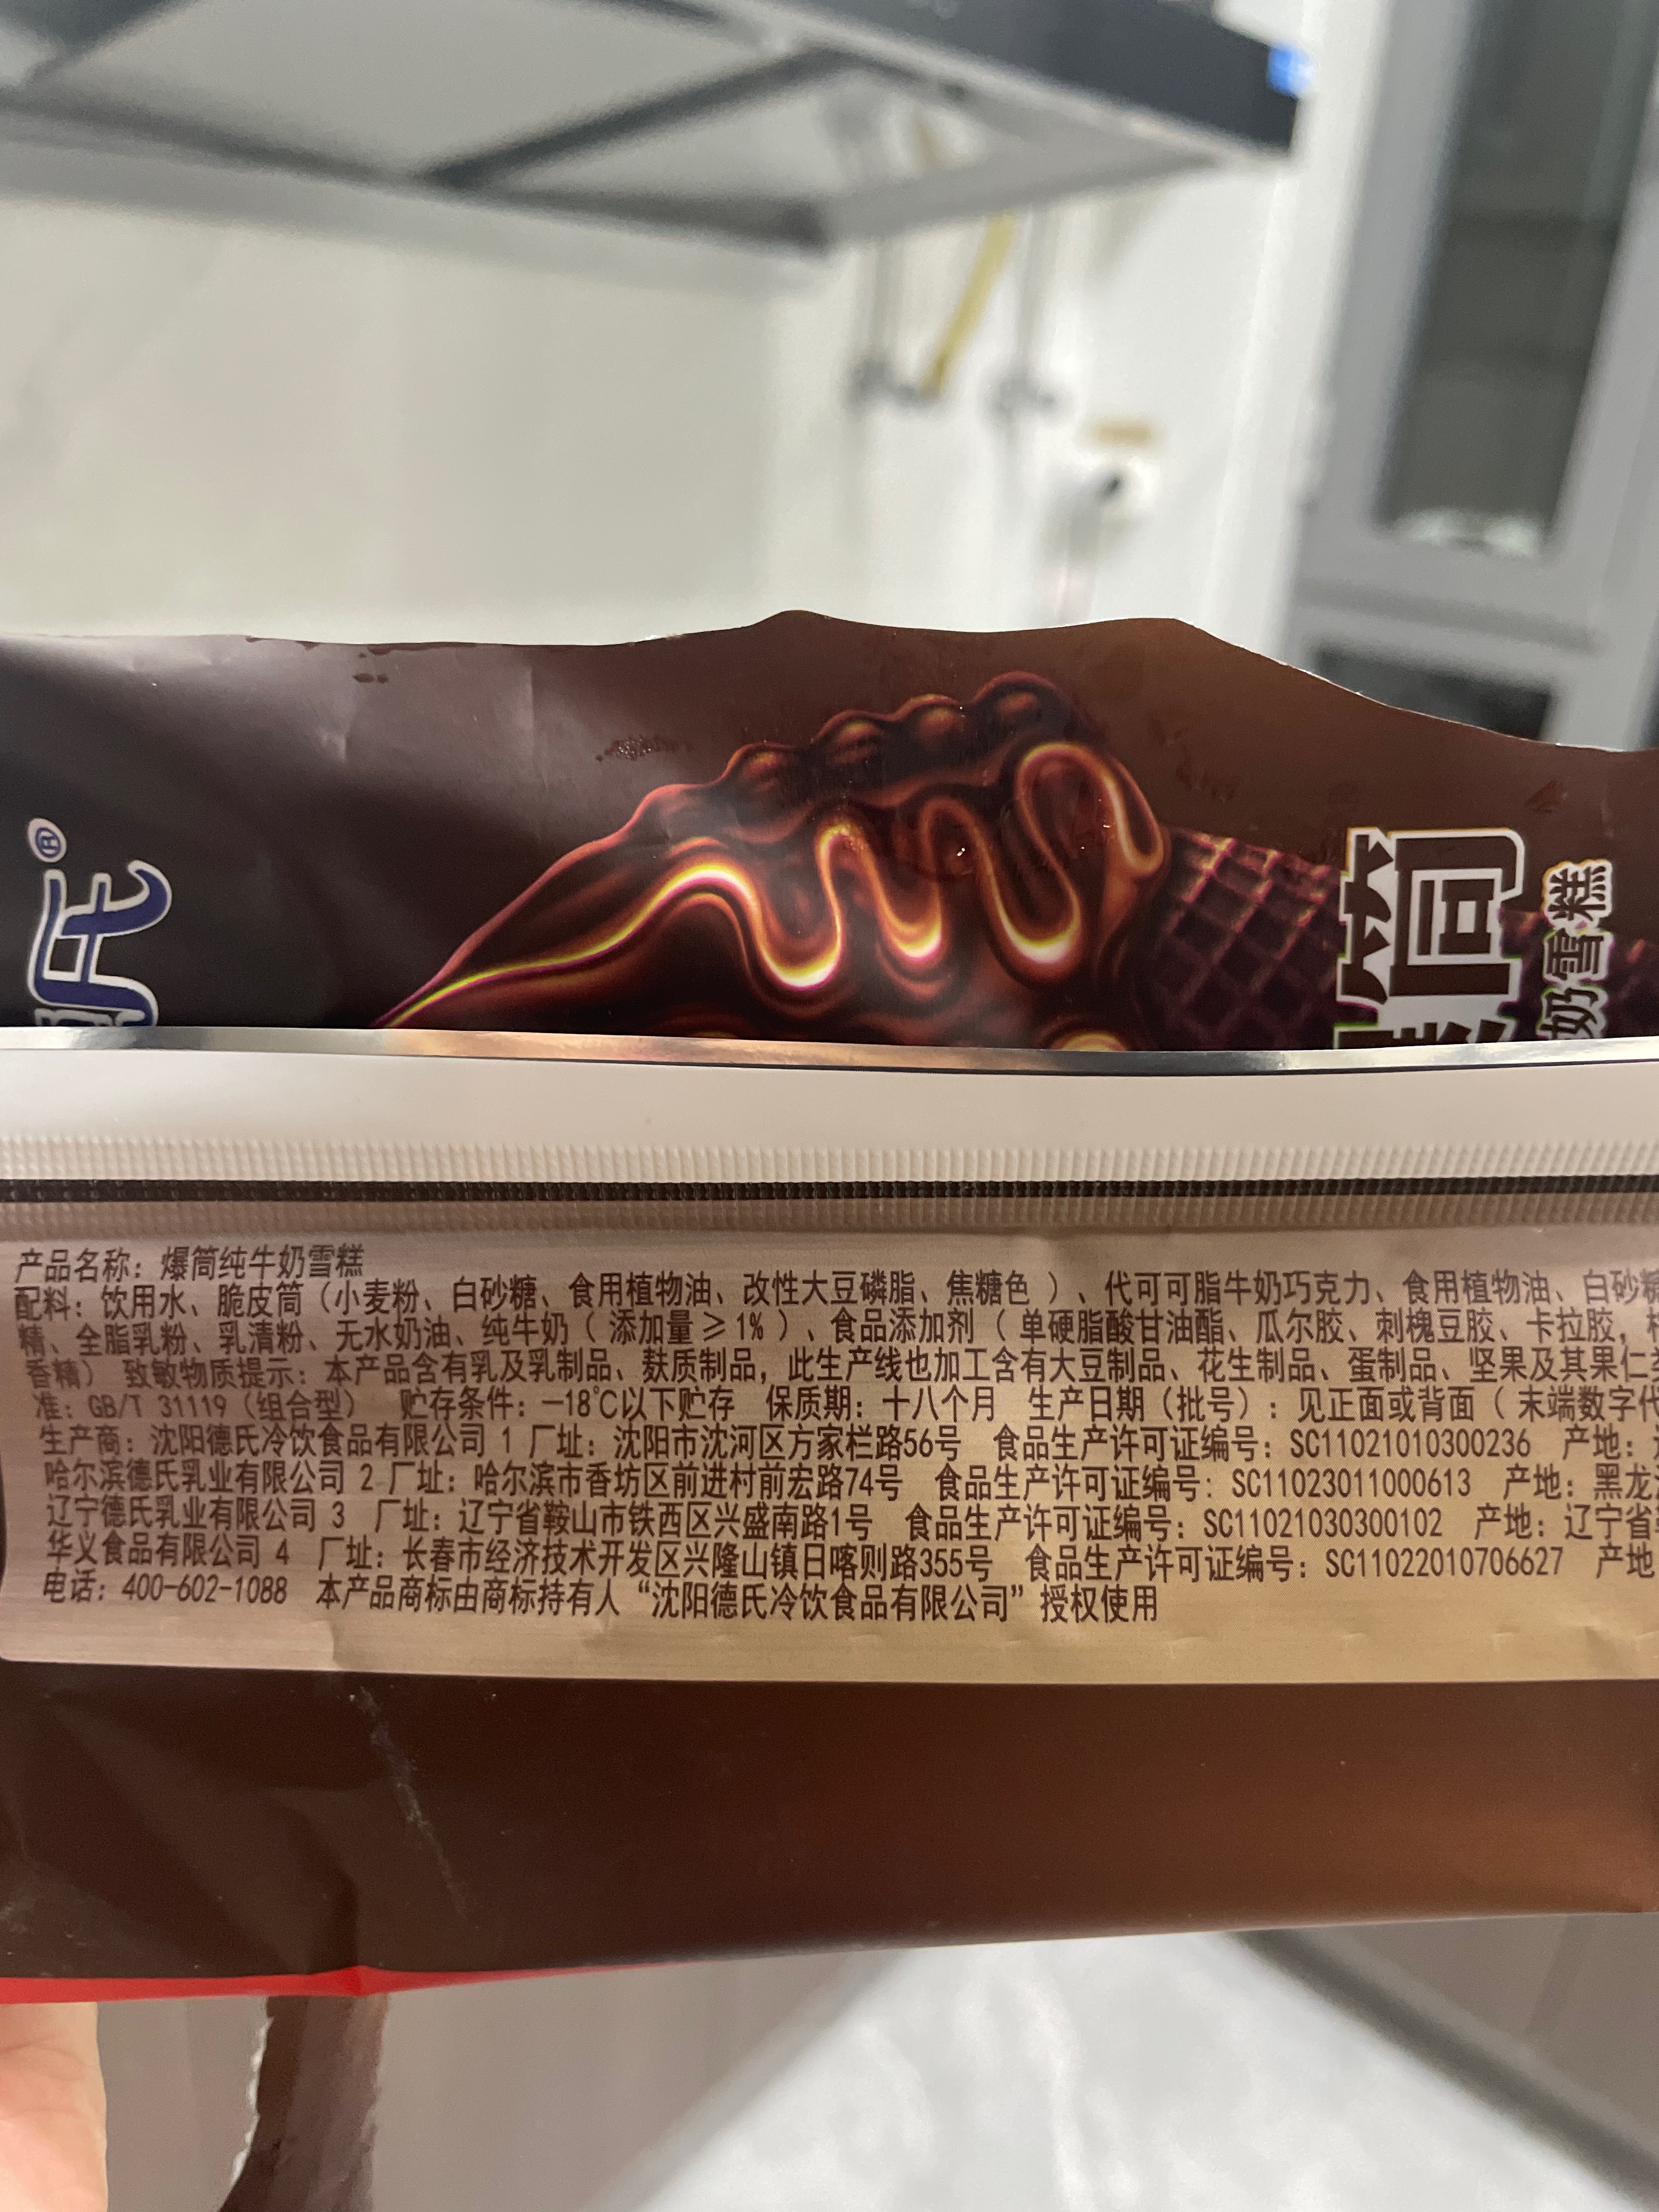 氏®
筒
奶雪糕
产品名称：爆筒纯牛奶雪糕
配料：饮用水、脆皮筒（小麦粉、白砂糖、食用植物油、改性大豆磷脂、焦糖色）、代可可脂牛奶巧克力、食用植物油、白砂糖
精、全脂乳粉、乳清粉、无水奶油、纯牛奶（添加量≥1%）、食品添加剂（单硬脂酸甘油酯、瓜尔胶、刺槐豆胶、卡拉胶，
香精） 致敏物质提示：本产品含有乳及乳制品、麸质制品，此生产线也加工含有大豆制品、花生制品、蛋制品、坚果及其果仁
准：GB/T 31119（组合型） 贮存条件：-18℃以下贮存 保质期：十八个月 生产日期（批号）：见正面或背面（末端数字代
生产商：沈阳德氏冷饮食品有限公司 1 厂址：沈阳市沈河区方家栏路56号 食品生产许可证编号：SC11021010300236 产地：
哈尔滨德氏乳业有限公司 2 厂址：哈尔滨市香坊区前进村前宏路74号 食品生产许可证编号：SC11023011000613 产地：黑龙
辽宁德氏乳业有限公司 3 厂址：辽宁省鞍山市铁西区兴盛南路1号 食品生产许可证编号：SC11021030300102 产地：辽宁省
华义食品有限公司 4 厂址：长春市经济技术开发区兴隆山镇日喀则路355号 食品生产许可证编号：SC11022010706627 产地
电话：400-602-1088 本产品商标由商标持有人“沈阳德氏冷饮食品有限公司”授权使用